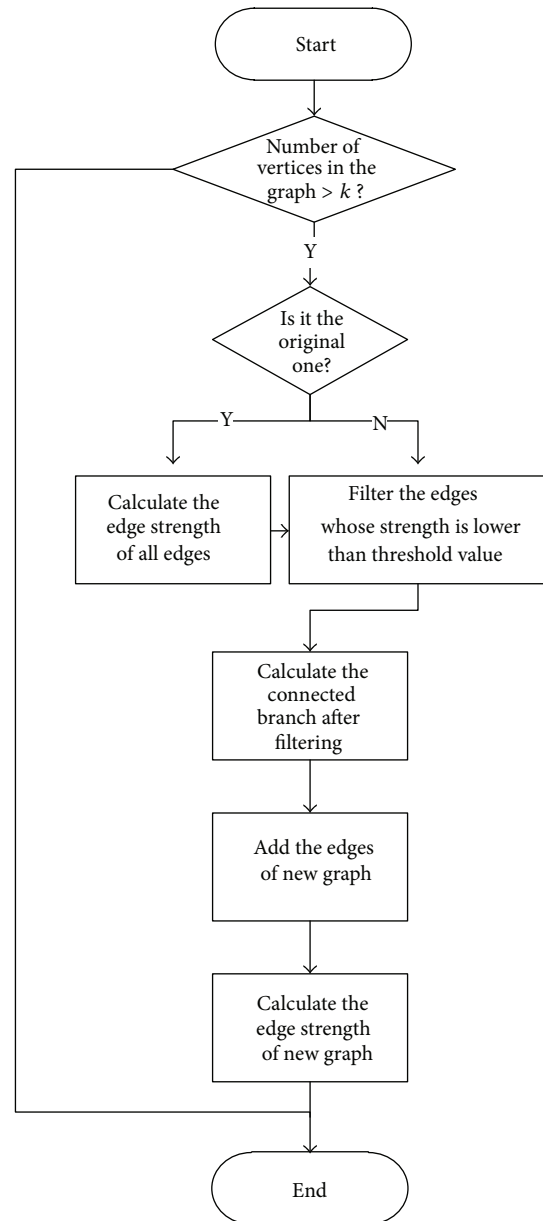 Start
Number of
vertices in the
graph > k ?
Y
Is it the
original
one?
Y
N
Calculate the
edge strength
of all edges
Filter the edges
whose strength is lower
than threshold value
Calculate the
connected
branch after
filtering
Add the edges
of new graph
Calculate the
edge strength
of new graph
End